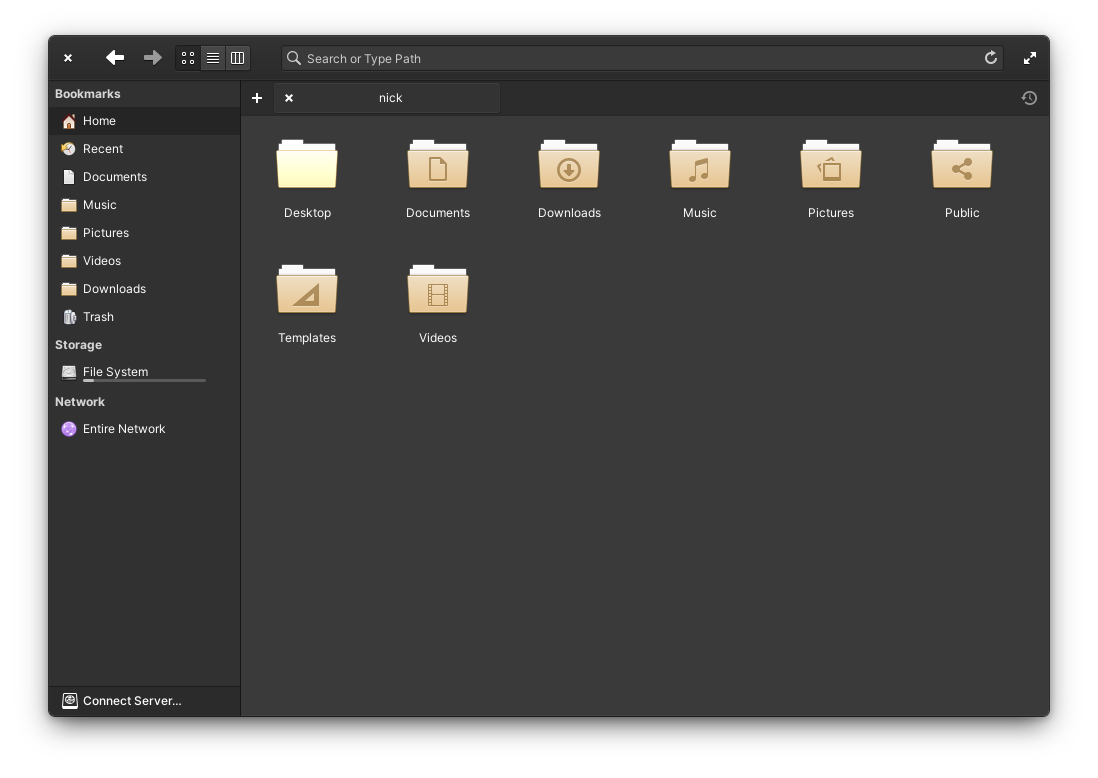 Search or Type Path
Bookmarks
Home
Recent
Documents
Music
Pictures
Videos
Downloads
Trash
Storage
File System
Network
Entire Network
Connect Server...
nick
Desktop
Documents
Downloads
Music
Pictures
Public
Templates
Videos